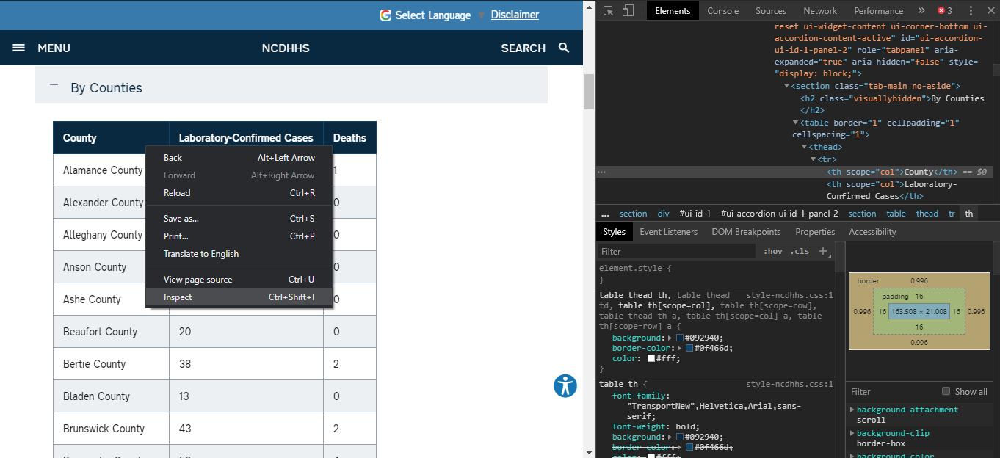 Select Language ▼ Disclaimer
MENU NCDHHS SEARCH
By Counties
County Laboratory-Confirmed Cases Deaths
Alamance County 1
Alexander County 0
Alleghany County 0
Anson County 0
Ashe County 0
Beaufort County 20 0
Bertie County 38 2
Bladen County 13 0
Brunswick County 43 2
Back Alt+Left Arrow
Forward Alt+Right Arrow
Reload Ctrl+R
Save as... Ctrl+S
Print... Ctrl+P
Translate to English
View page source Ctrl+U
Inspect Ctrl+Shift+I
Elements Console Sources Network Performance » 3
reset ui-widget-content ui-corner-bottom ui-
accordion-content-active" id="ui-accordion-
ui-id-1-panel-2" role="tabpanel" aria-
expanded="true" aria-hidden="false" style=
"display: block;">
▼<section class="tab-main no-aside">
<h2 class="visuallyhidden">By Counties
</h2>
▼<table border="1" cellpadding="1"
cellspacing="1">
▼<thead>
▼<tr>
... <th scope="col">County</th> == $0
<th scope="col">Laboratory-
Confirmed Cases</th>
... section div #ui-id-1 #ui-accordion-ui-id-1-panel-2 section table thead tr th
Styles Event Listeners DOM Breakpoints Properties Accessibility
Filter :hov .cls +
element.style {
}
table thead th, table thead style-ncdhhs.css:1
td, table th[scope=col], table th[scope=row],
table thead th a, table th[scope=col] a, table
th[scope=row] a {
background: #092940;
border-color: #0f466d;
color: #fff;
}
table th { style-ncdhhs.css:1
font-family:
"TransportNew",Helvetica,Arial,sans-
serif;
font-weight: bold;
background: #092940;
border-color: #0f466d;
color: #fff;
border 0.996
padding 16
0.996 16 163.508 × 21.008 16 0.996
16
0.996
Filter Show all
background-attachment
scroll
background-clip
border-box
background-color